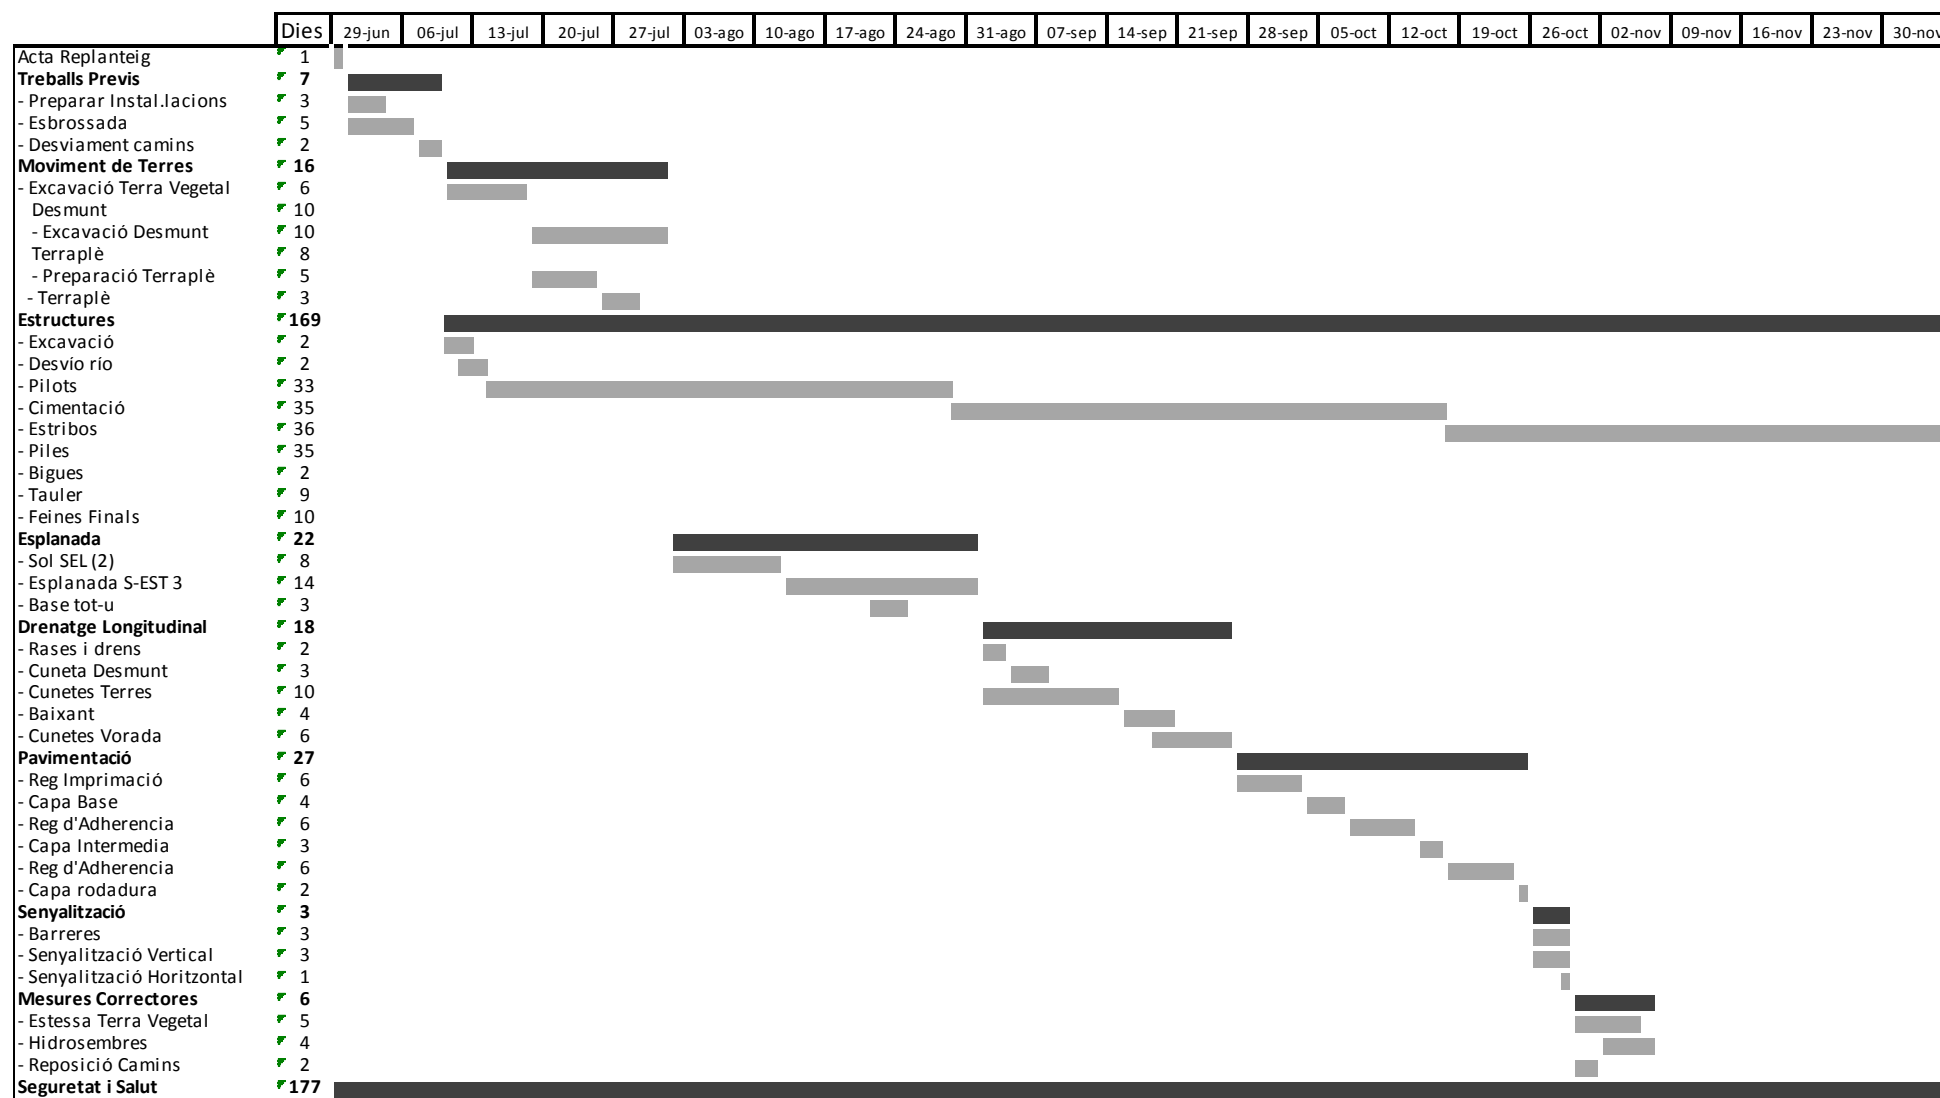 Dies 29-jun 06-jul 13-jul 20-jul 27-jul 03-ago 10-ago 17-ago 24-ago 31-ago 07-sep 14-sep 21-sep 28-sep 05-oct 12-oct 19-oct 26-oct 02-nov 09-nov 16-nov 23-nov 30-nov
Acta Replanteig 1
Treballs Previs 7
- Preparar Instal.lacions 3
- Esbrossada 5
- Desviament camins 2
Moviment de Terres 16
- Excavació Terra Vegetal 6
Desmunt 10
- Excavació Desmunt 10
Terraplè 8
- Preparació Terraplè 5
- Terraplè 3
Estructures 169
- Excavació 2
- Desvío río 2
- Pilots 33
- Cimentació 35
- Estribos 36
- Piles 35
- Bigues 2
- Tauler 9
- Feines Finals 10
Esplanada 22
- Sol SEL (2) 8
- Esplanada S-EST 3 14
- Base tot-u 3
Drenatge Longitudinal 18
- Rases i drens 2
- Cuneta Desmunt 3
- Cunetes Terres 10
- Baixant 4
- Cunetes Vorada 6
Pavimentació 27
- Reg Imprimació 6
- Capa Base 4
- Reg d'Adherencia 6
- Capa Intermedia 3
- Reg d'Adherencia 6
- Capa rodadura 2
Senyalització 3
- Barreres 3
- Senyalització Vertical 3
- Senyalització Horitzontal 1
Mesures Correctores 6
- Estessa Terra Vegetal 5
- Hidrosembres 4
- Reposició Camins 2
Seguretat i Salut 177